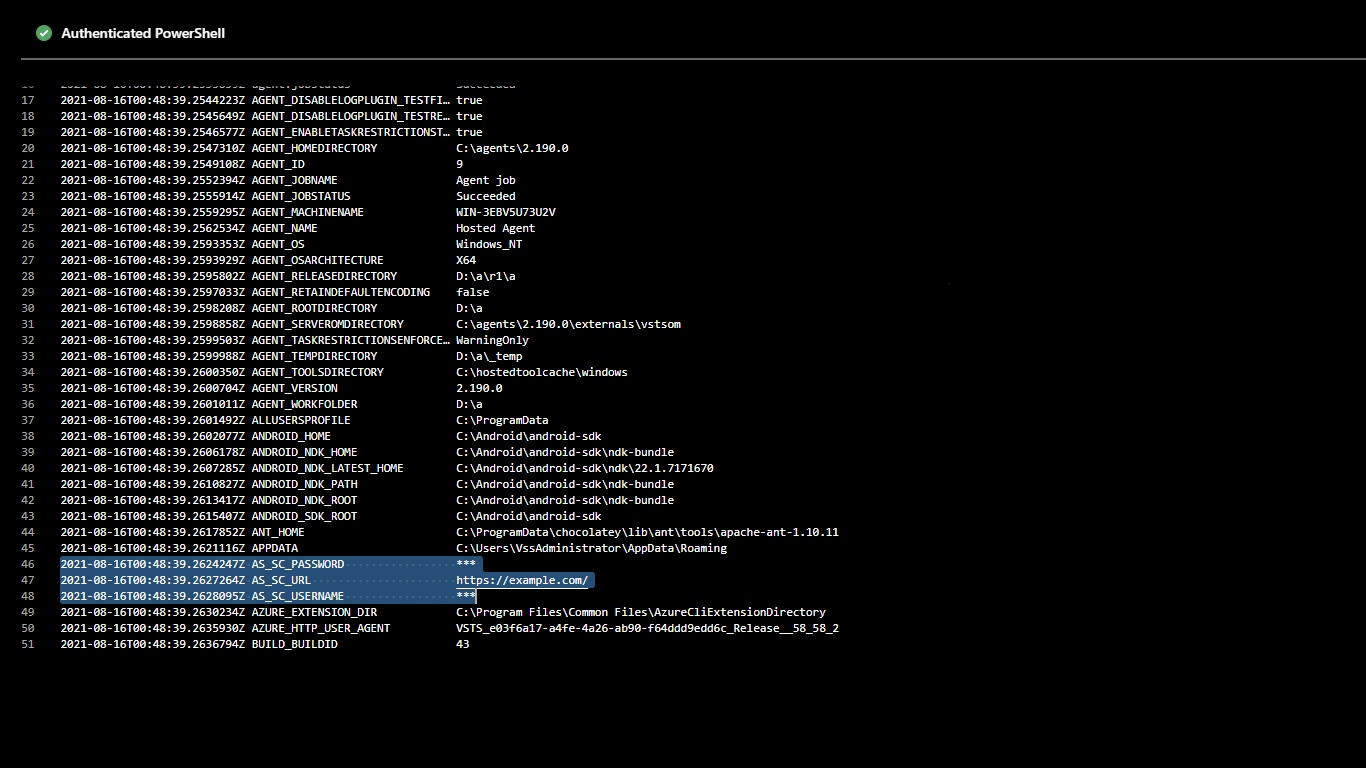 Authenticated PowerShell
17 2021-08-16T00:48:39.2544223Z AGENT_DISABLELOGPLUGIN_TESTFI… true
18 2021-08-16T00:48:39.2545649Z AGENT_DISABLELOGPLUGIN_TESTRE… true
19 2021-08-16T00:48:39.2546577Z AGENT_ENABLETASKRESTRICTIONST… true
20 2021-08-16T00:48:39.2547310Z AGENT_HOMEDIRECTORY C:\agents\2.190.0
21 2021-08-16T00:48:39.2549108Z AGENT_ID 9
22 2021-08-16T00:48:39.2552394Z AGENT_JOBNAME Agent job
23 2021-08-16T00:48:39.2555914Z AGENT_JOBSTATUS Succeeded
24 2021-08-16T00:48:39.2559295Z AGENT_MACHINENAME WIN-3EBV5U73U2V
25 2021-08-16T00:48:39.2562534Z AGENT_NAME Hosted Agent
26 2021-08-16T00:48:39.2593353Z AGENT_OS Windows_NT
27 2021-08-16T00:48:39.2593929Z AGENT_OSARCHITECTURE X64
28 2021-08-16T00:48:39.2595802Z AGENT_RELEASEDIRECTORY D:\a\r1\a
29 2021-08-16T00:48:39.2597033Z AGENT_RETAINDEFAULTENCODING false
30 2021-08-16T00:48:39.2598208Z AGENT_ROOTDIRECTORY D:\a
31 2021-08-16T00:48:39.2598858Z AGENT_SERVEROMDIRECTORY C:\agents\2.190.0\externals\vstsom
32 2021-08-16T00:48:39.2599503Z AGENT_TASKRESTRICTIONSENFORCE… WarningOnly
33 2021-08-16T00:48:39.2599988Z AGENT_TEMPDIRECTORY D:\a\_temp
34 2021-08-16T00:48:39.2600350Z AGENT_TOOLSDIRECTORY C:\hostedtoolcache\windows
35 2021-08-16T00:48:39.2600704Z AGENT_VERSION 2.190.0
36 2021-08-16T00:48:39.2601011Z AGENT_WORKFOLDER D:\a
37 2021-08-16T00:48:39.2601492Z ALLUSERSPROFILE C:\ProgramData
38 2021-08-16T00:48:39.2602077Z ANDROID_HOME C:\Android\android-sdk
39 2021-08-16T00:48:39.2606178Z ANDROID_NDK_HOME C:\Android\android-sdk\ndk-bundle
40 2021-08-16T00:48:39.2607285Z ANDROID_NDK_LATEST_HOME C:\Android\android-sdk\ndk\22.1.7171670
41 2021-08-16T00:48:39.2610827Z ANDROID_NDK_PATH C:\Android\android-sdk\ndk-bundle
42 2021-08-16T00:48:39.2613417Z ANDROID_NDK_ROOT C:\Android\android-sdk\ndk-bundle
43 2021-08-16T00:48:39.2615407Z ANDROID_SDK_ROOT C:\Android\android-sdk
44 2021-08-16T00:48:39.2617852Z ANT_HOME C:\ProgramData\chocolatey\lib\ant\tools\apache-ant-1.10.11
45 2021-08-16T00:48:39.2621116Z APPDATA C:\Users\VssAdministrator\AppData\Roaming
46 2021-08-16T00:48:39.2624247Z AS_SC_PASSWORD ***
47 2021-08-16T00:48:39.2627264Z AS_SC_URL https://example.com/
48 2021-08-16T00:48:39.2628095Z AS_SC_USERNAME ***
49 2021-08-16T00:48:39.2630234Z AZURE_EXTENSION_DIR C:\Program Files\Common Files\AzureCliExtensionDirectory
50 2021-08-16T00:48:39.2635930Z AZURE_HTTP_USER_AGENT VSTS_e03f6a17-a4fe-4a26-ab90-f64ddd9edd6c_Release__58_58_2
51 2021-08-16T00:48:39.2636794Z BUILD_BUILDID 43